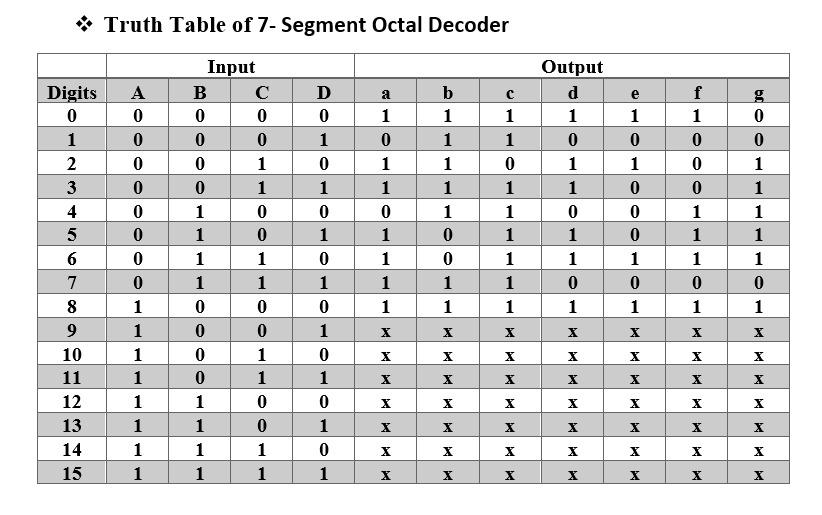 ❖ Truth Table of 7- Segment Octal Decoder
Input Output
Digits A B C D a b c d e f g
0 0 0 0 0 1 1 1 1 1 1 0
1 0 0 0 1 0 1 1 0 0 0 0
2 0 0 1 0 1 1 0 1 1 0 1
3 0 0 1 1 1 1 1 1 0 0 1
4 0 1 0 0 0 1 1 0 0 1 1
5 0 1 0 1 1 0 1 1 0 1 1
6 0 1 1 0 1 0 1 1 1 1 1
7 0 1 1 1 1 1 1 0 0 0 0
8 1 0 0 0 1 1 1 1 1 1 1
9 1 0 0 1 x x x x x x x
10 1 0 1 0 x x x x x x x
11 1 0 1 1 x x x x x x x
12 1 1 0 0 x x x x x x x
13 1 1 0 1 x x x x x x x
14 1 1 1 0 x x x x x x x
15 1 1 1 1 x x x x x x x